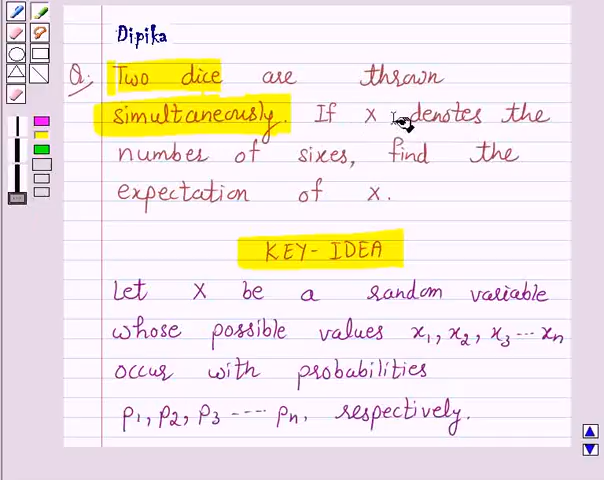 Dipika
Q. Two dice are thrown
simultaneously. If x denotes the
number of sixes, find the
expectation of x.
KEY-IDEA
Let X be a random variable
whose possible values x₁, x₂, x₃ ... xn
occur with probabilities
p₁, p₂, p₃ ---- pn, respectively.